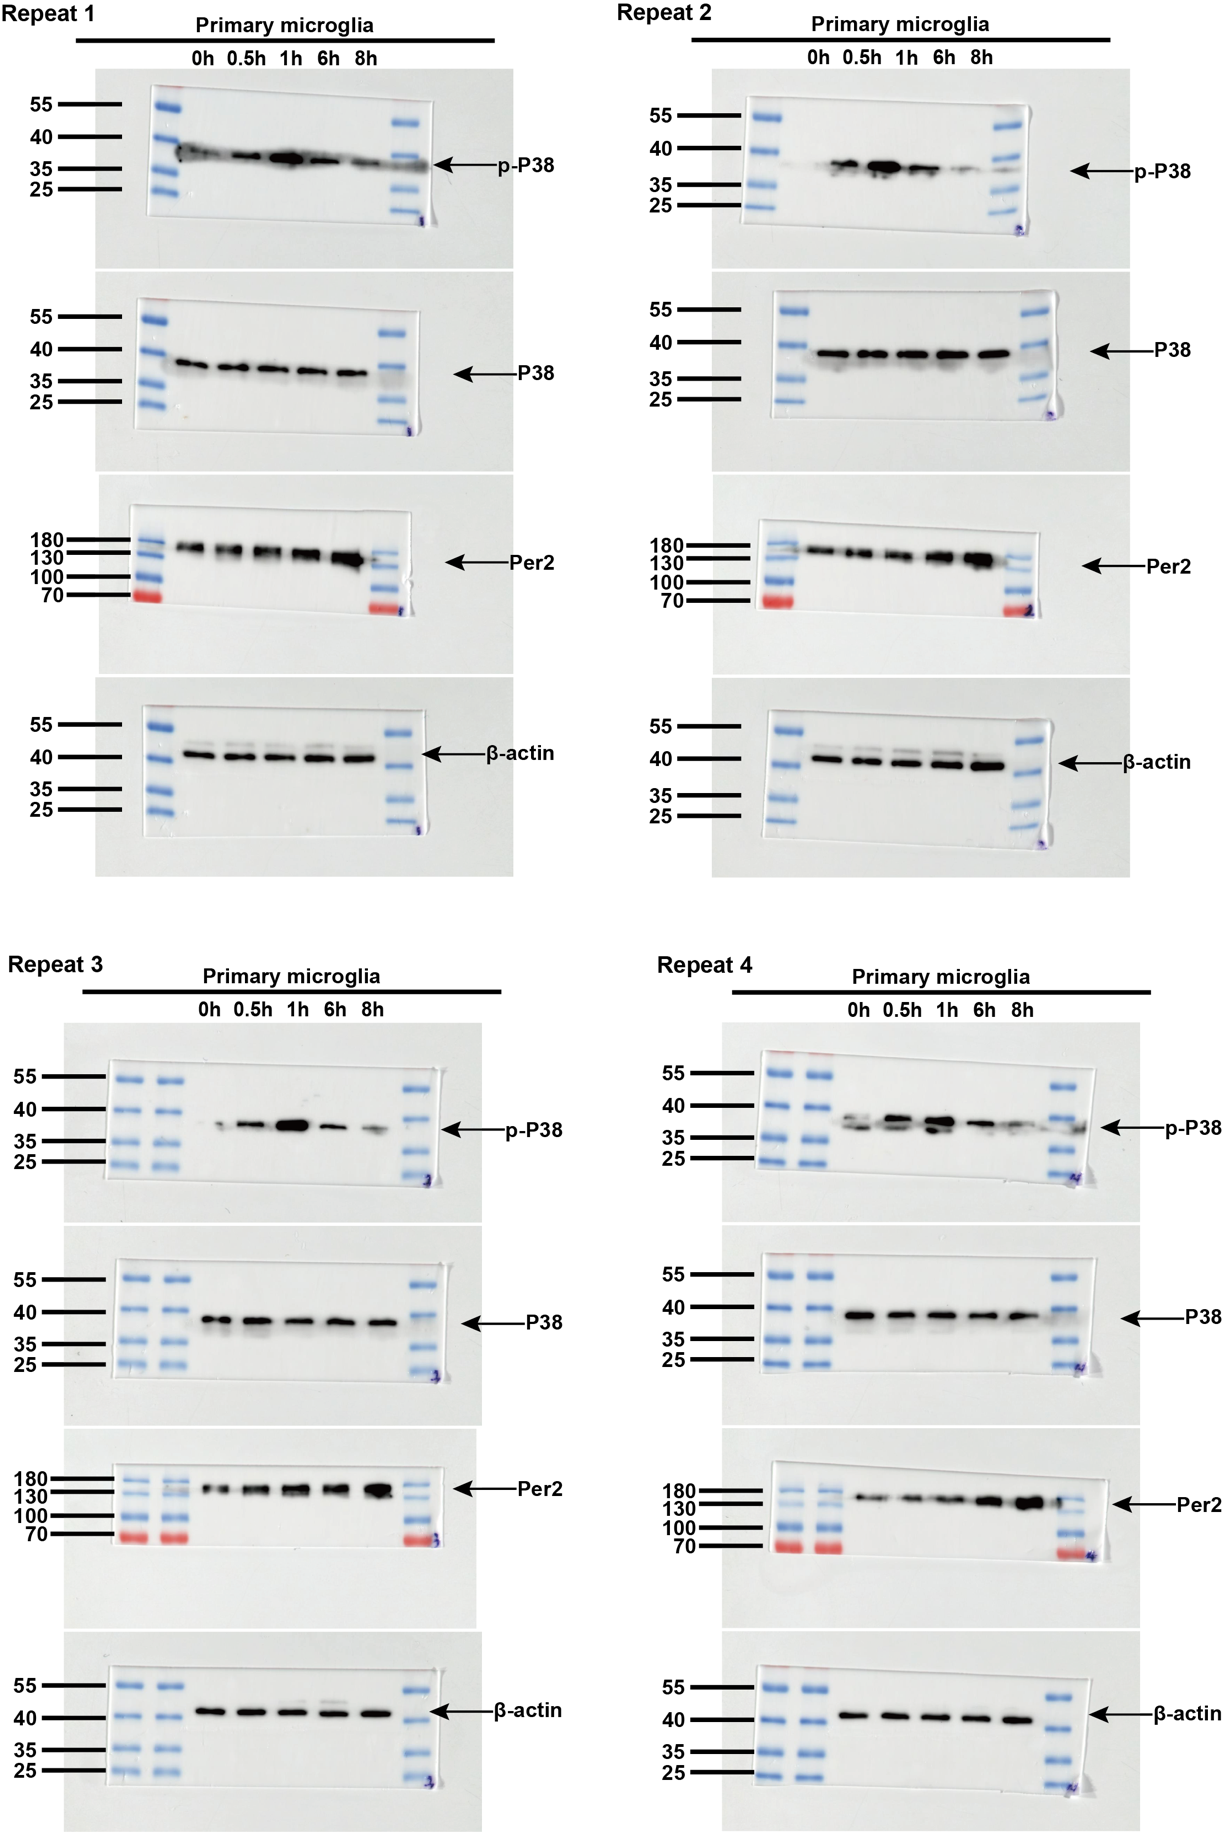 Repeat 1
Primary microglia
0h 0.5h 1h 6h 8h
55
40
35
25
p-P38
55
40
35
25
P38
180
130
100
70
Per2
55
40
35
25
β-actin
Repeat 2
Primary microglia
0h 0.5h 1h 6h 8h
55
40
35
25
p-P38
55
40
35
25
P38
180
130
100
70
Per2
55
40
35
25
β-actin
Repeat 3
Primary microglia
0h 0.5h 1h 6h 8h
55
40
35
25
p-P38
55
40
35
25
P38
180
130
100
70
Per2
55
40
35
25
β-actin
Repeat 4
Primary microglia
0h 0.5h 1h 6h 8h
55
40
35
25
p-P38
55
40
35
25
P38
180
130
100
70
Per2
55
40
35
25
β-actin